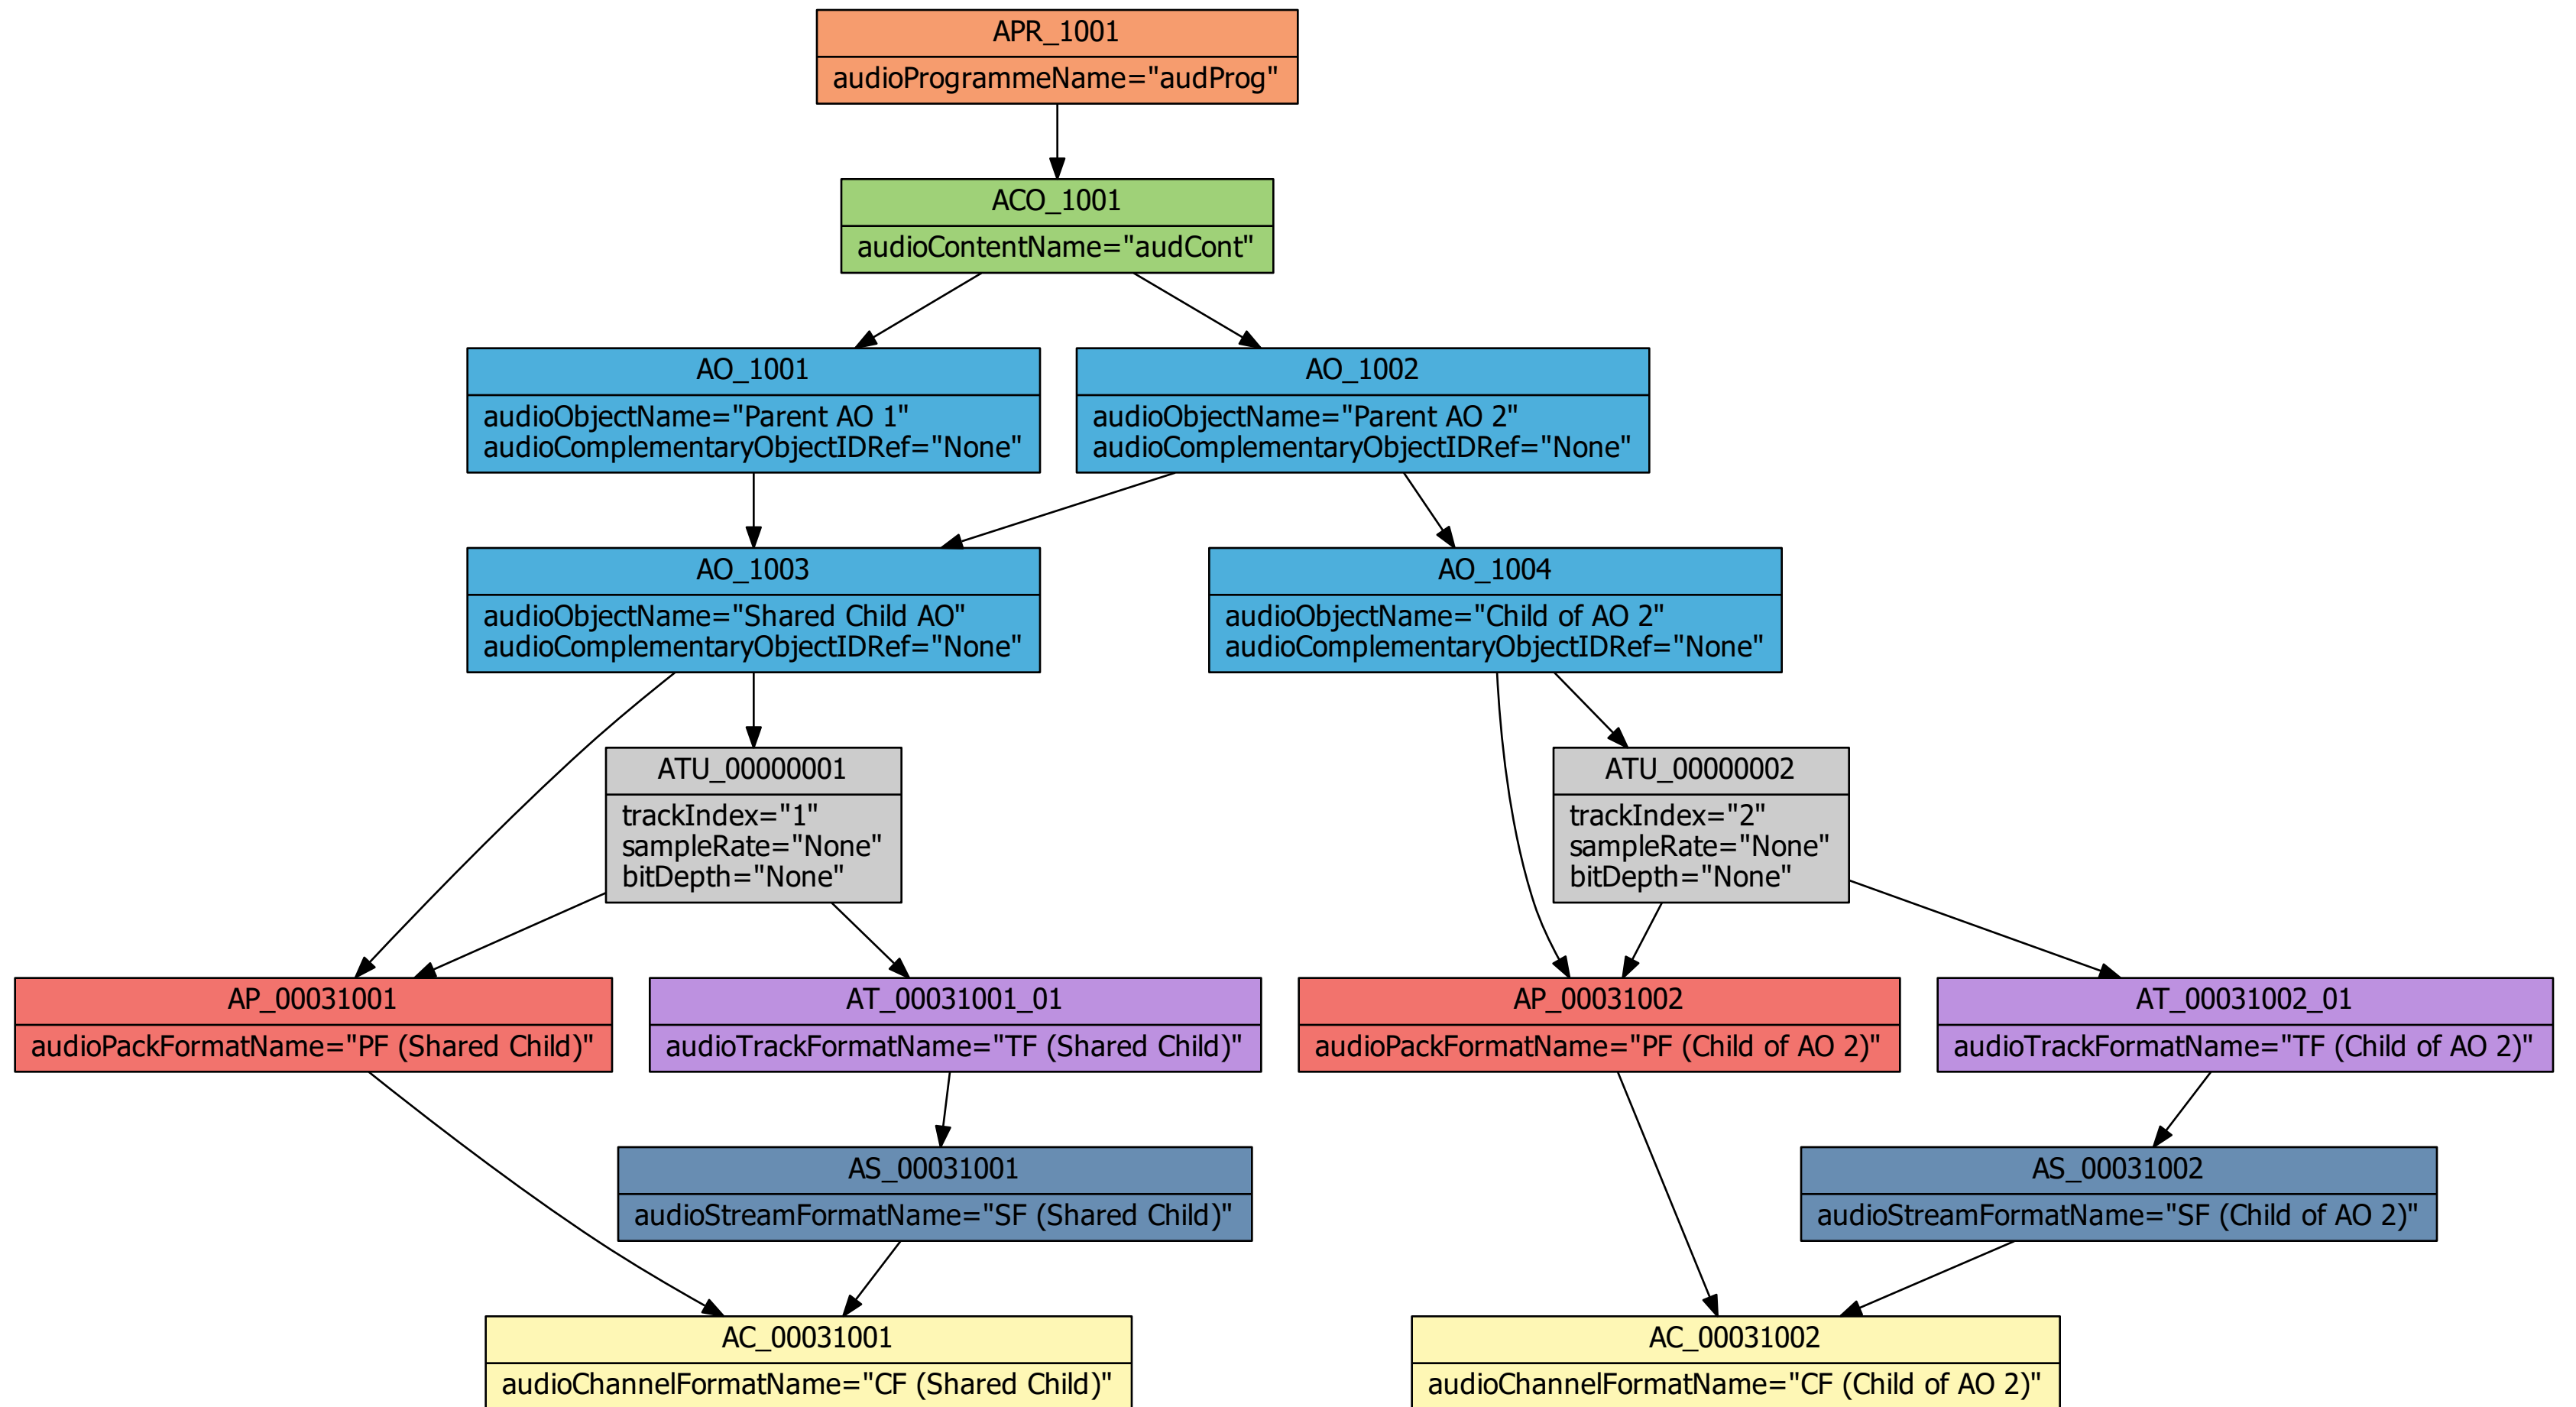 APR_1001
audioProgrammeName="audProg"
ACO_1001
audioContentName="audCont"
AO_1001
audioObjectName="Parent AO 1"
audioComplementaryObjectIDRef="None"
AO_1002
audioObjectName="Parent AO 2"
audioComplementaryObjectIDRef="None"
AO_1003
audioObjectName="Shared Child AO"
audioComplementaryObjectIDRef="None"
AO_1004
audioObjectName="Child of AO 2"
audioComplementaryObjectIDRef="None"
ATU_00000001
trackIndex="1"
sampleRate="None"
bitDepth="None"
ATU_00000002
trackIndex="2"
sampleRate="None"
bitDepth="None"
AP_00031001
audioPackFormatName="PF (Shared Child)"
AT_00031001_01
audioTrackFormatName="TF (Shared Child)"
AP_00031002
audioPackFormatName="PF (Child of AO 2)"
AT_00031002_01
audioTrackFormatName="TF (Child of AO 2)"
AS_00031001
audioStreamFormatName="SF (Shared Child)"
AS_00031002
audioStreamFormatName="SF (Child of AO 2)"
AC_00031001
audioChannelFormatName="CF (Shared Child)"
AC_00031002
audioChannelFormatName="CF (Child of AO 2)"